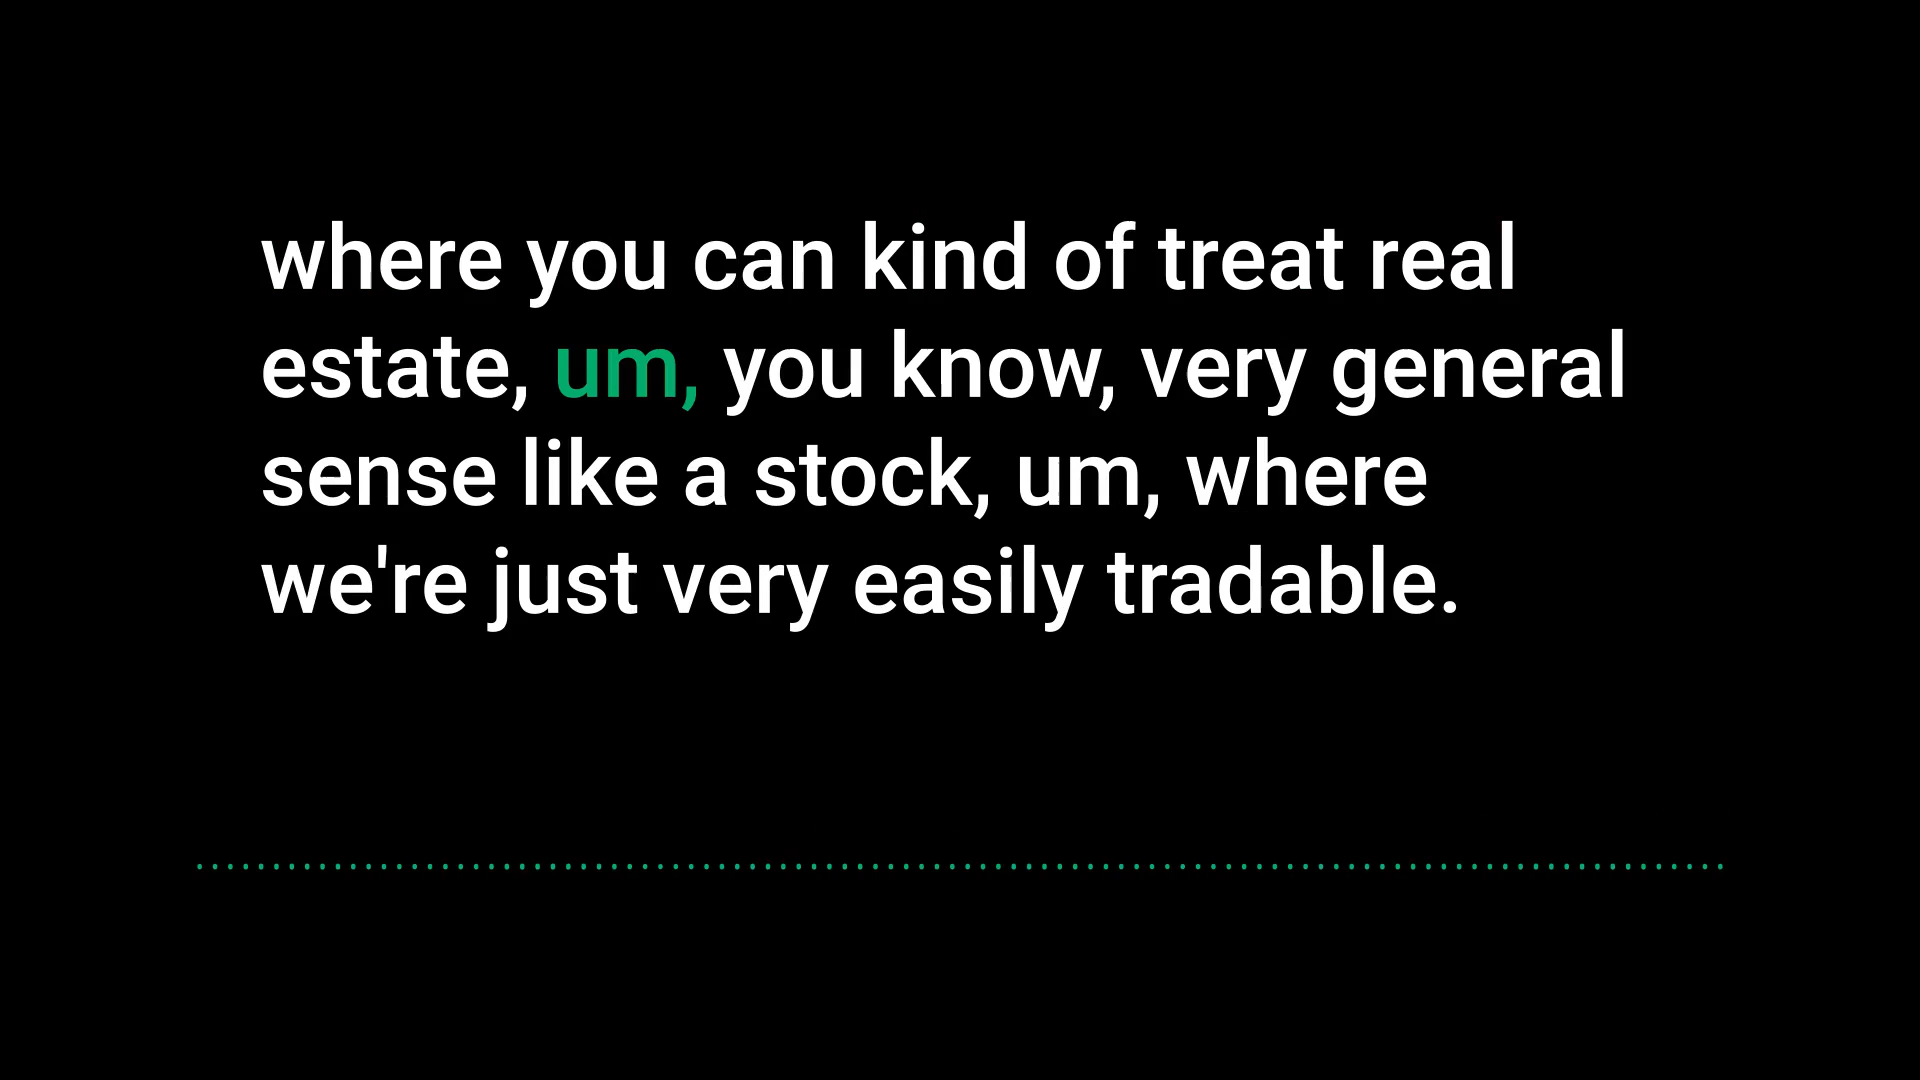 where you can kind of treat real
estate, um, you know, very general
sense like a stock, um, where
we're just very easily tradable.